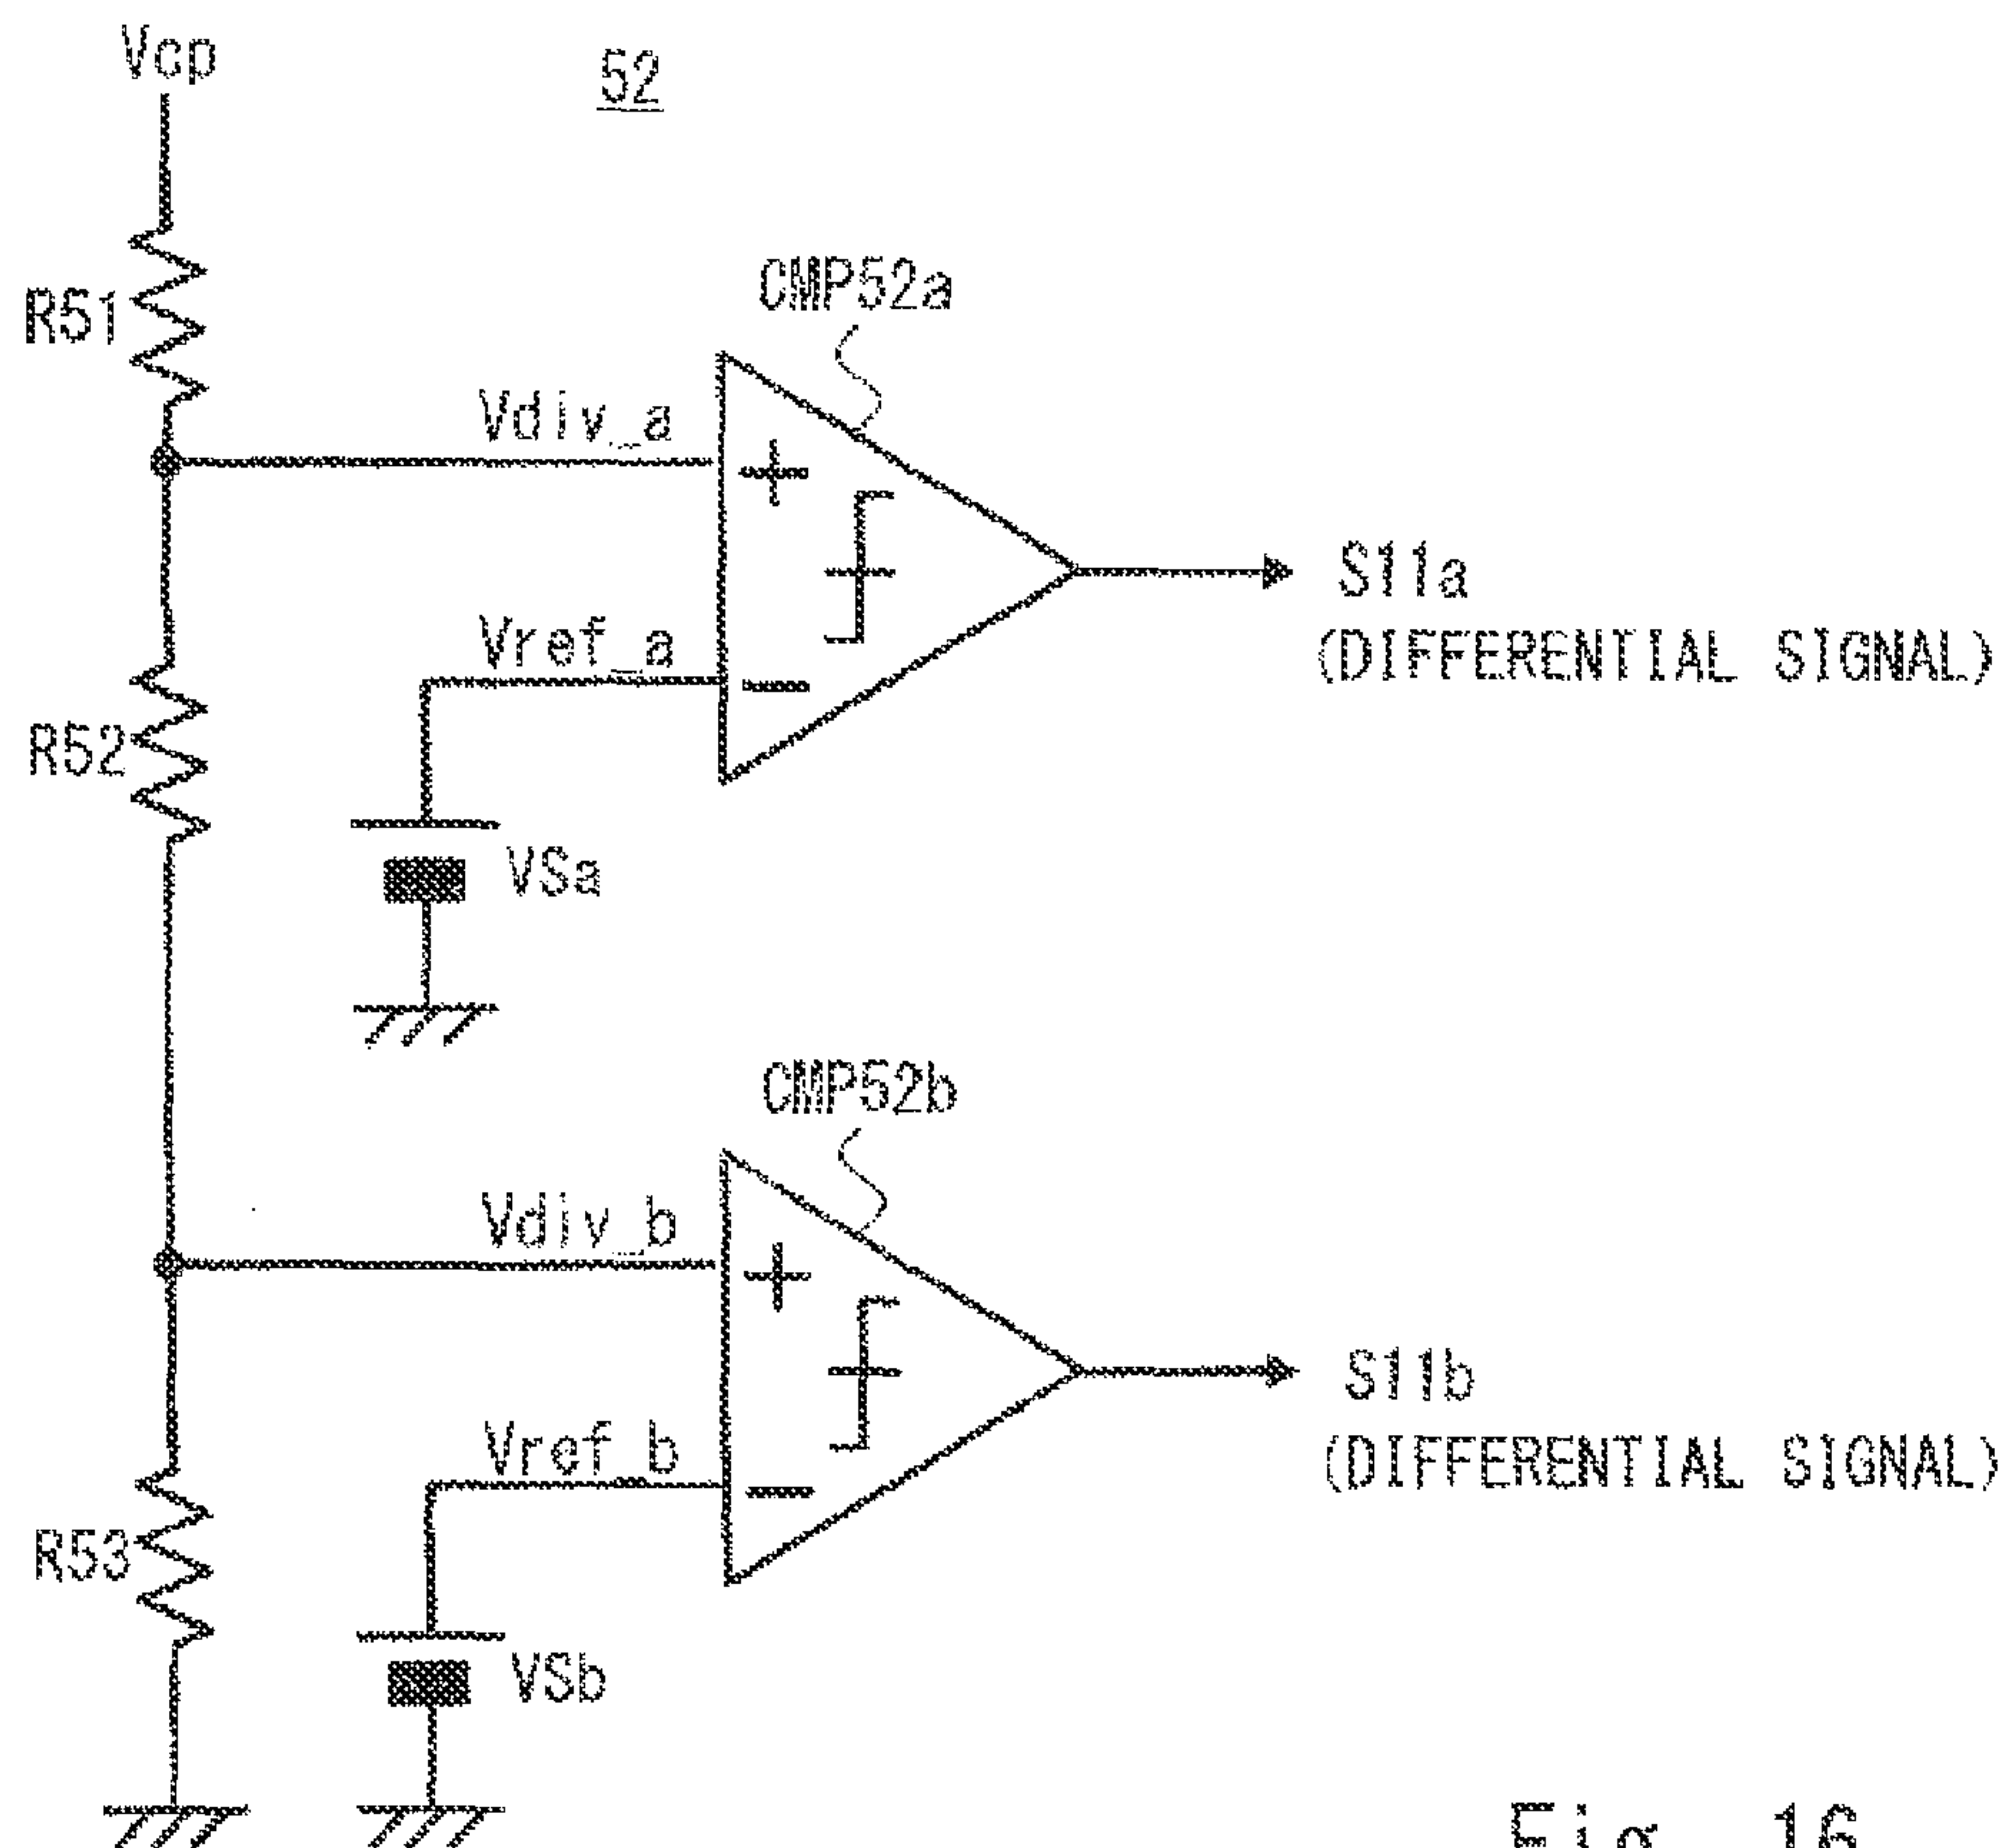 Vcp
52
R51
CMP52a
Vdiv_a
+
S11a
(DIFFERENTIAL SIGNAL)
Vref_a
−
R52
VSa
CMP52b
Vdiv_b
+
S11b
(DIFFERENTIAL SIGNAL)
Vref_b
−
R53
VSb
Fig. 16